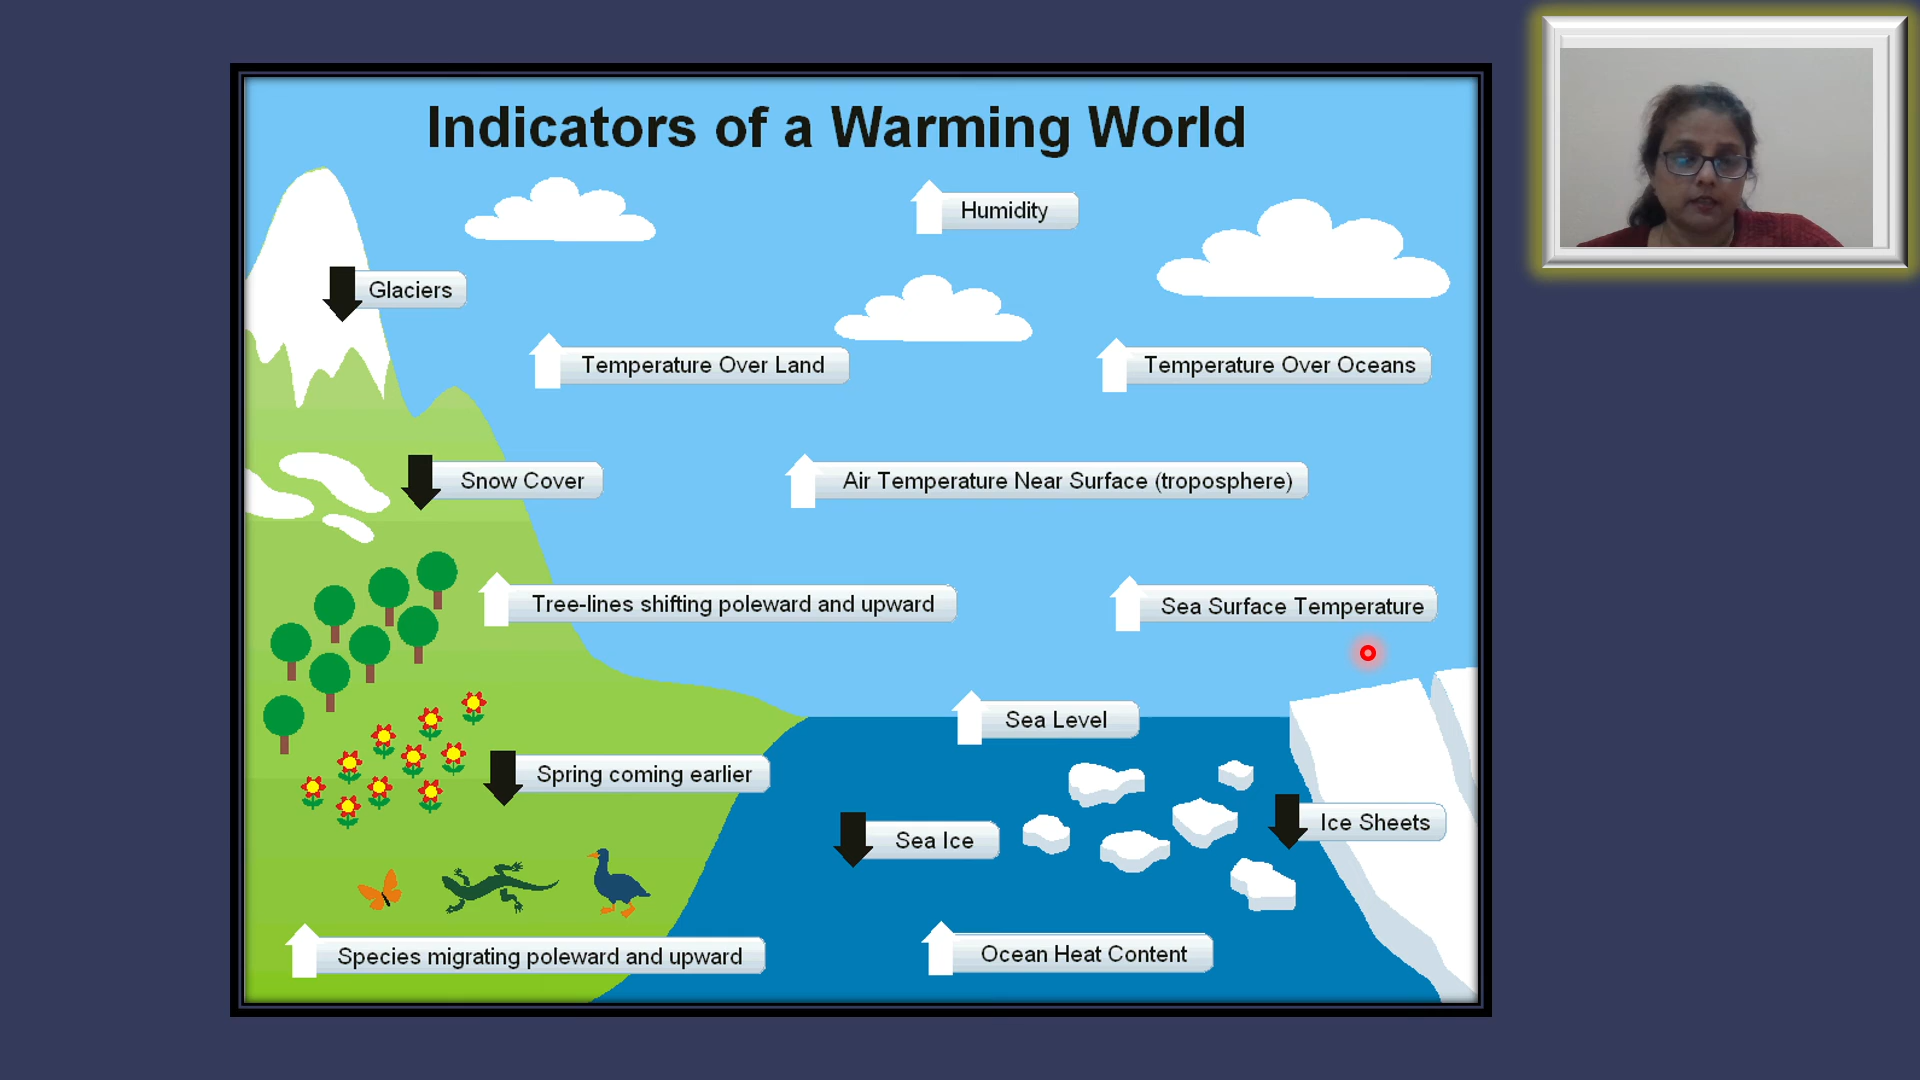 Indicators of a Warming World
Humidity
Glaciers
Temperature Over Land
Temperature Over Oceans
Snow Cover
Air Temperature Near Surface (troposphere)
Tree-lines shifting poleward and upward
Sea Surface Temperature
Sea Level
Spring coming earlier
Sea Ice
Ice Sheets
Species migrating poleward and upward
Ocean Heat Content